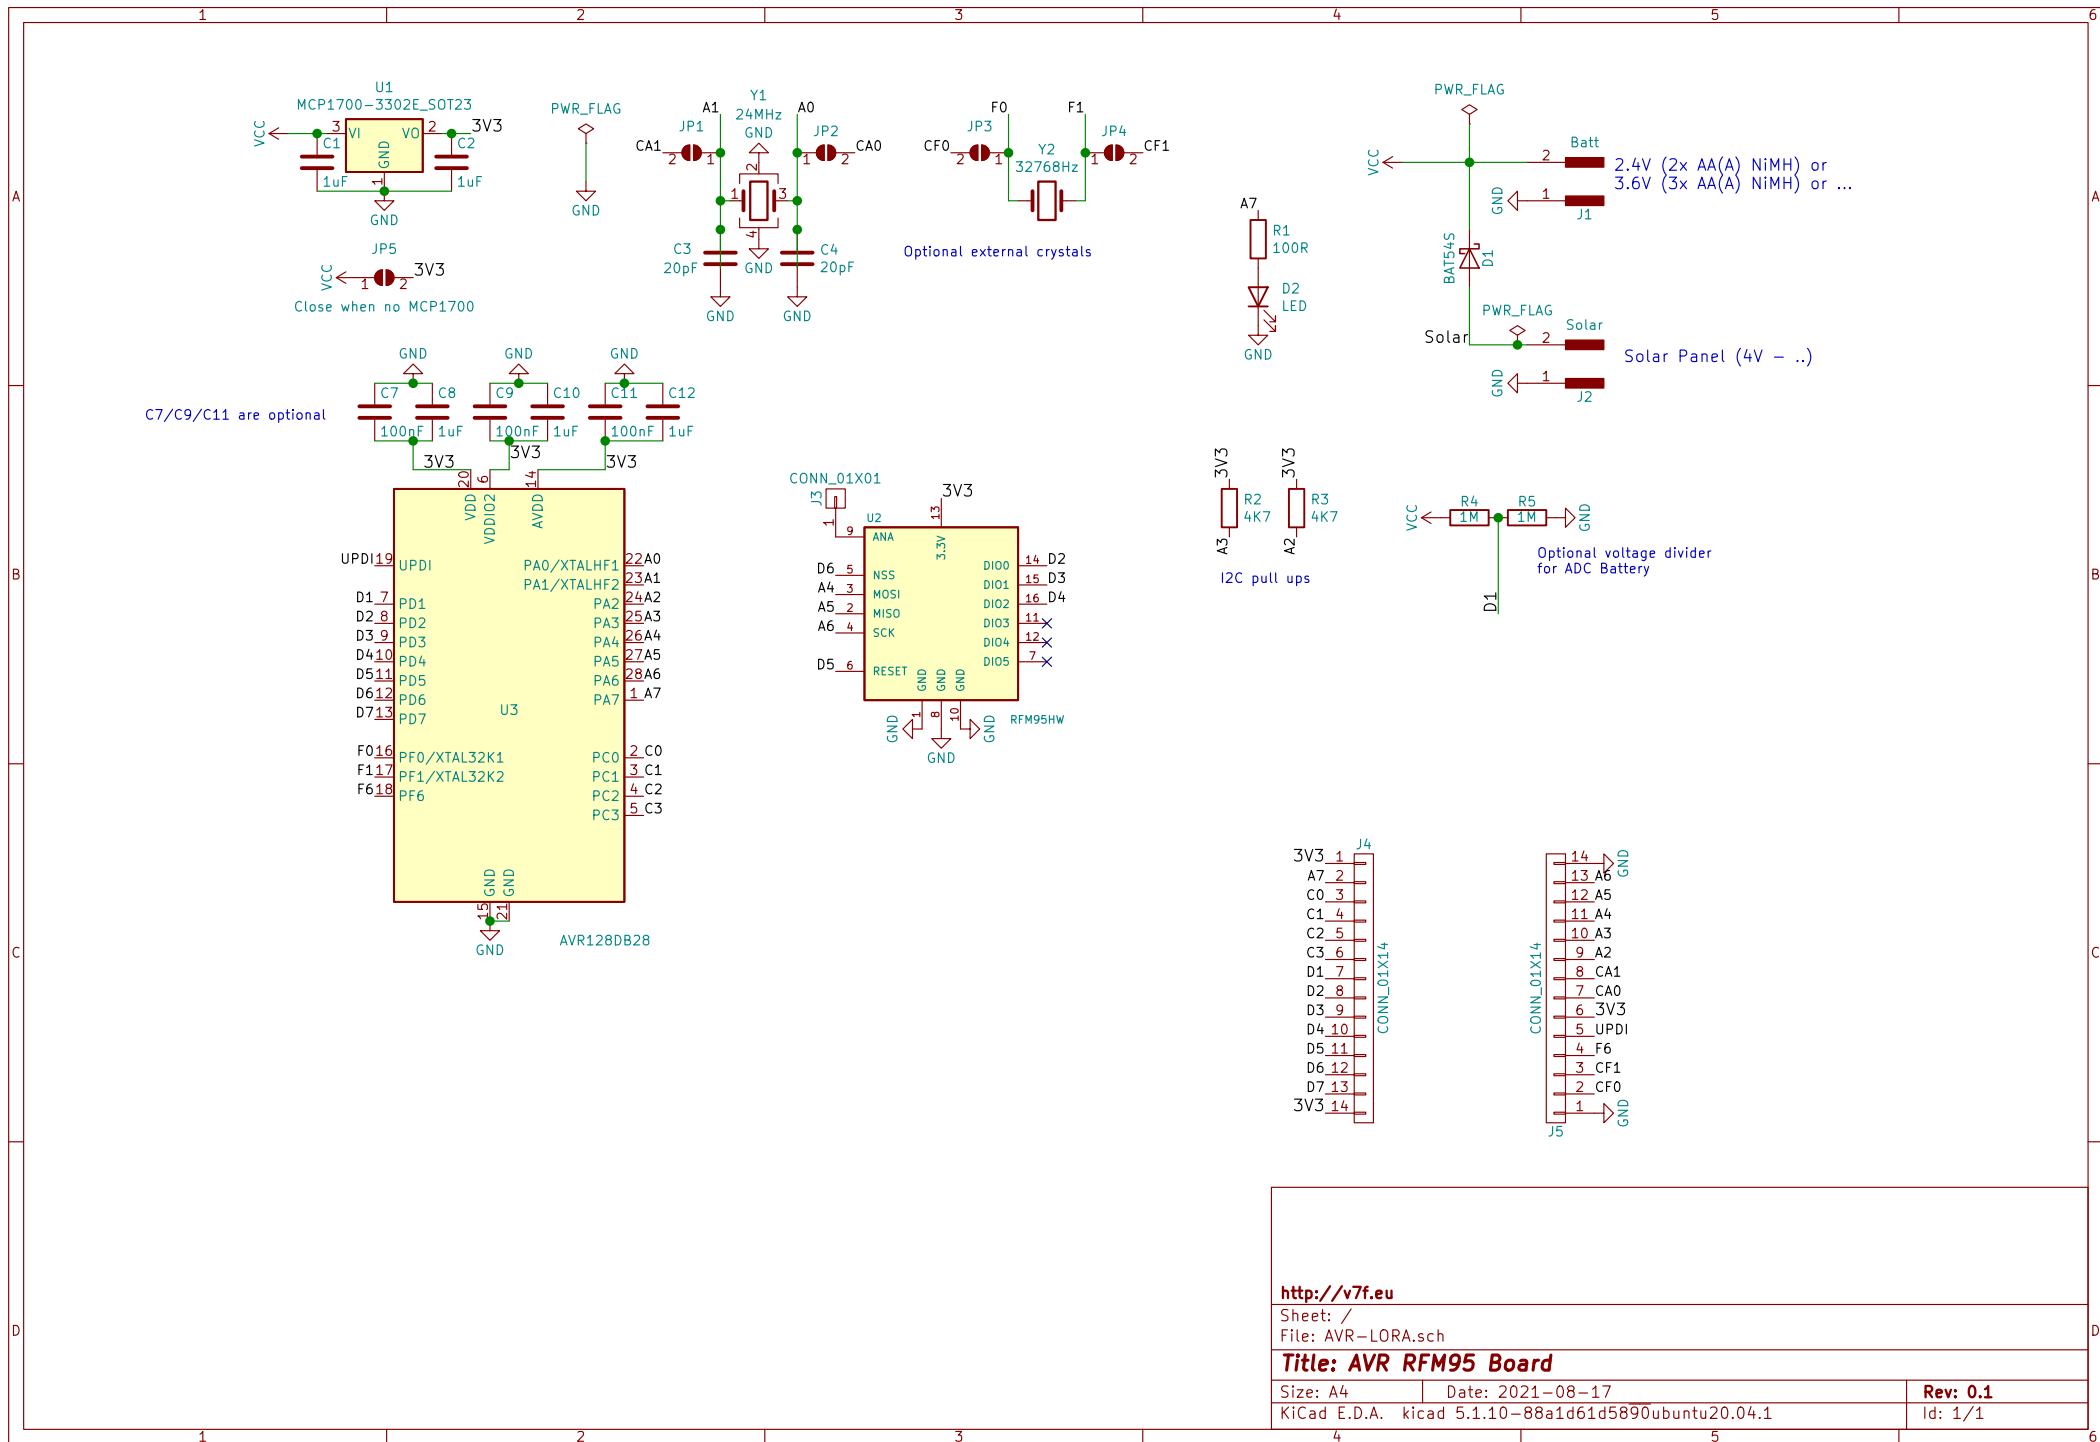 1 2 3 4 5 6
U1
MCP1700-3302E_SOT23
VCC
3 VI VO 2
3V3
GND
1
C1
1uF
C2
1uF
GND
JP5
VCC
1 2
3V3
Close when no MCP1700
PWR_FLAG
GND
A1
Y1
24MHz
GND
A0
JP1
CA1
2 1
JP2
CA0
1 2
2
1 3
4
GND
C3
20pF
C4
20pF
GND
GND
F0
F1
JP3
CF0
2 1
Y2
32768Hz
JP4
CF1
1 2
Optional external crystals
A7
R1
100R
D2
LED
GND
PWR_FLAG
VCC
Batt
2
2.4V (2x AA(A) NiMH) or
3.6V (3x AA(A) NiMH) or ...
GND
1
J1
BAT54S
D1
PWR_FLAG
Solar
Solar
2
Solar Panel (4V - ..)
GND
1
J2
A
A
GND
GND
GND
C7
C8
C9
C10
C11
C12
C7/C9/C11 are optional
100nF
1uF
100nF
1uF
100nF
1uF
3V3
3V3
3V3
20
6
14
VDD
VDDIO2
AVDD
UPDI 19 UPDI
D1 7 PD1
D2 8 PD2
D3 9 PD3
D4 10 PD4
D5 11 PD5
D6 12 PD6
D7 13 PD7
F0 16 PF0/XTAL32K1
F1 17 PF1/XTAL32K2
F6 18 PF6
U3
PA0/XTALHF1 22 A0
PA1/XTALHF2 23 A1
PA2 24 A2
PA3 25 A3
PA4 26 A4
PA5 27 A5
PA6 28 A6
PA7 1 A7
PC0 2 C0
PC1 3 C1
PC2 4 C2
PC3 5 C3
GND
GND
15
21
GND
AVR128DB28
CONN_01X01
J3
1
3V3
13
U2
9 ANA
3.3V
D6 5 NSS
A4 3 MOSI
A5 2 MISO
A6 4 SCK
D5 6 RESET
DIO0 14 D2
DIO1 15 D3
DIO2 16 D4
DIO3 11
DIO4 12
DIO5 7
GND
GND
GND
1
8
10
GND
GND
GND
RFM95HW
3V3
R2
4K7
A3
3V3
R3
4K7
A2
I2C pull ups
VCC
R4
1M
R5
1M
GND
Optional voltage divider
for ADC Battery
D1
B
B
J4
3V3 1
A7 2
C0 3
C1 4
C2 5
C3 6
D1 7
D2 8
D3 9
D4 10
D5 11
D6 12
D7 13
3V3 14
CONN_01X14
CONN_01X14
14 GND
13 A6
12 A5
11 A4
10 A3
9 A2
8 CA1
7 CA0
6 3V3
5 UPDI
4 F6
3 CF1
2 CF0
1 GND
J5
C
C
D
D
http://v7f.eu
Sheet: /
File: AVR-LORA.sch
Title: AVR RFM95 Board
Size: A4 Date: 2021-08-17 Rev: 0.1
KiCad E.D.A. kicad 5.1.10-88a1d61d5890ubuntu20.04.1 Id: 1/1
1 2 3 4 5 6